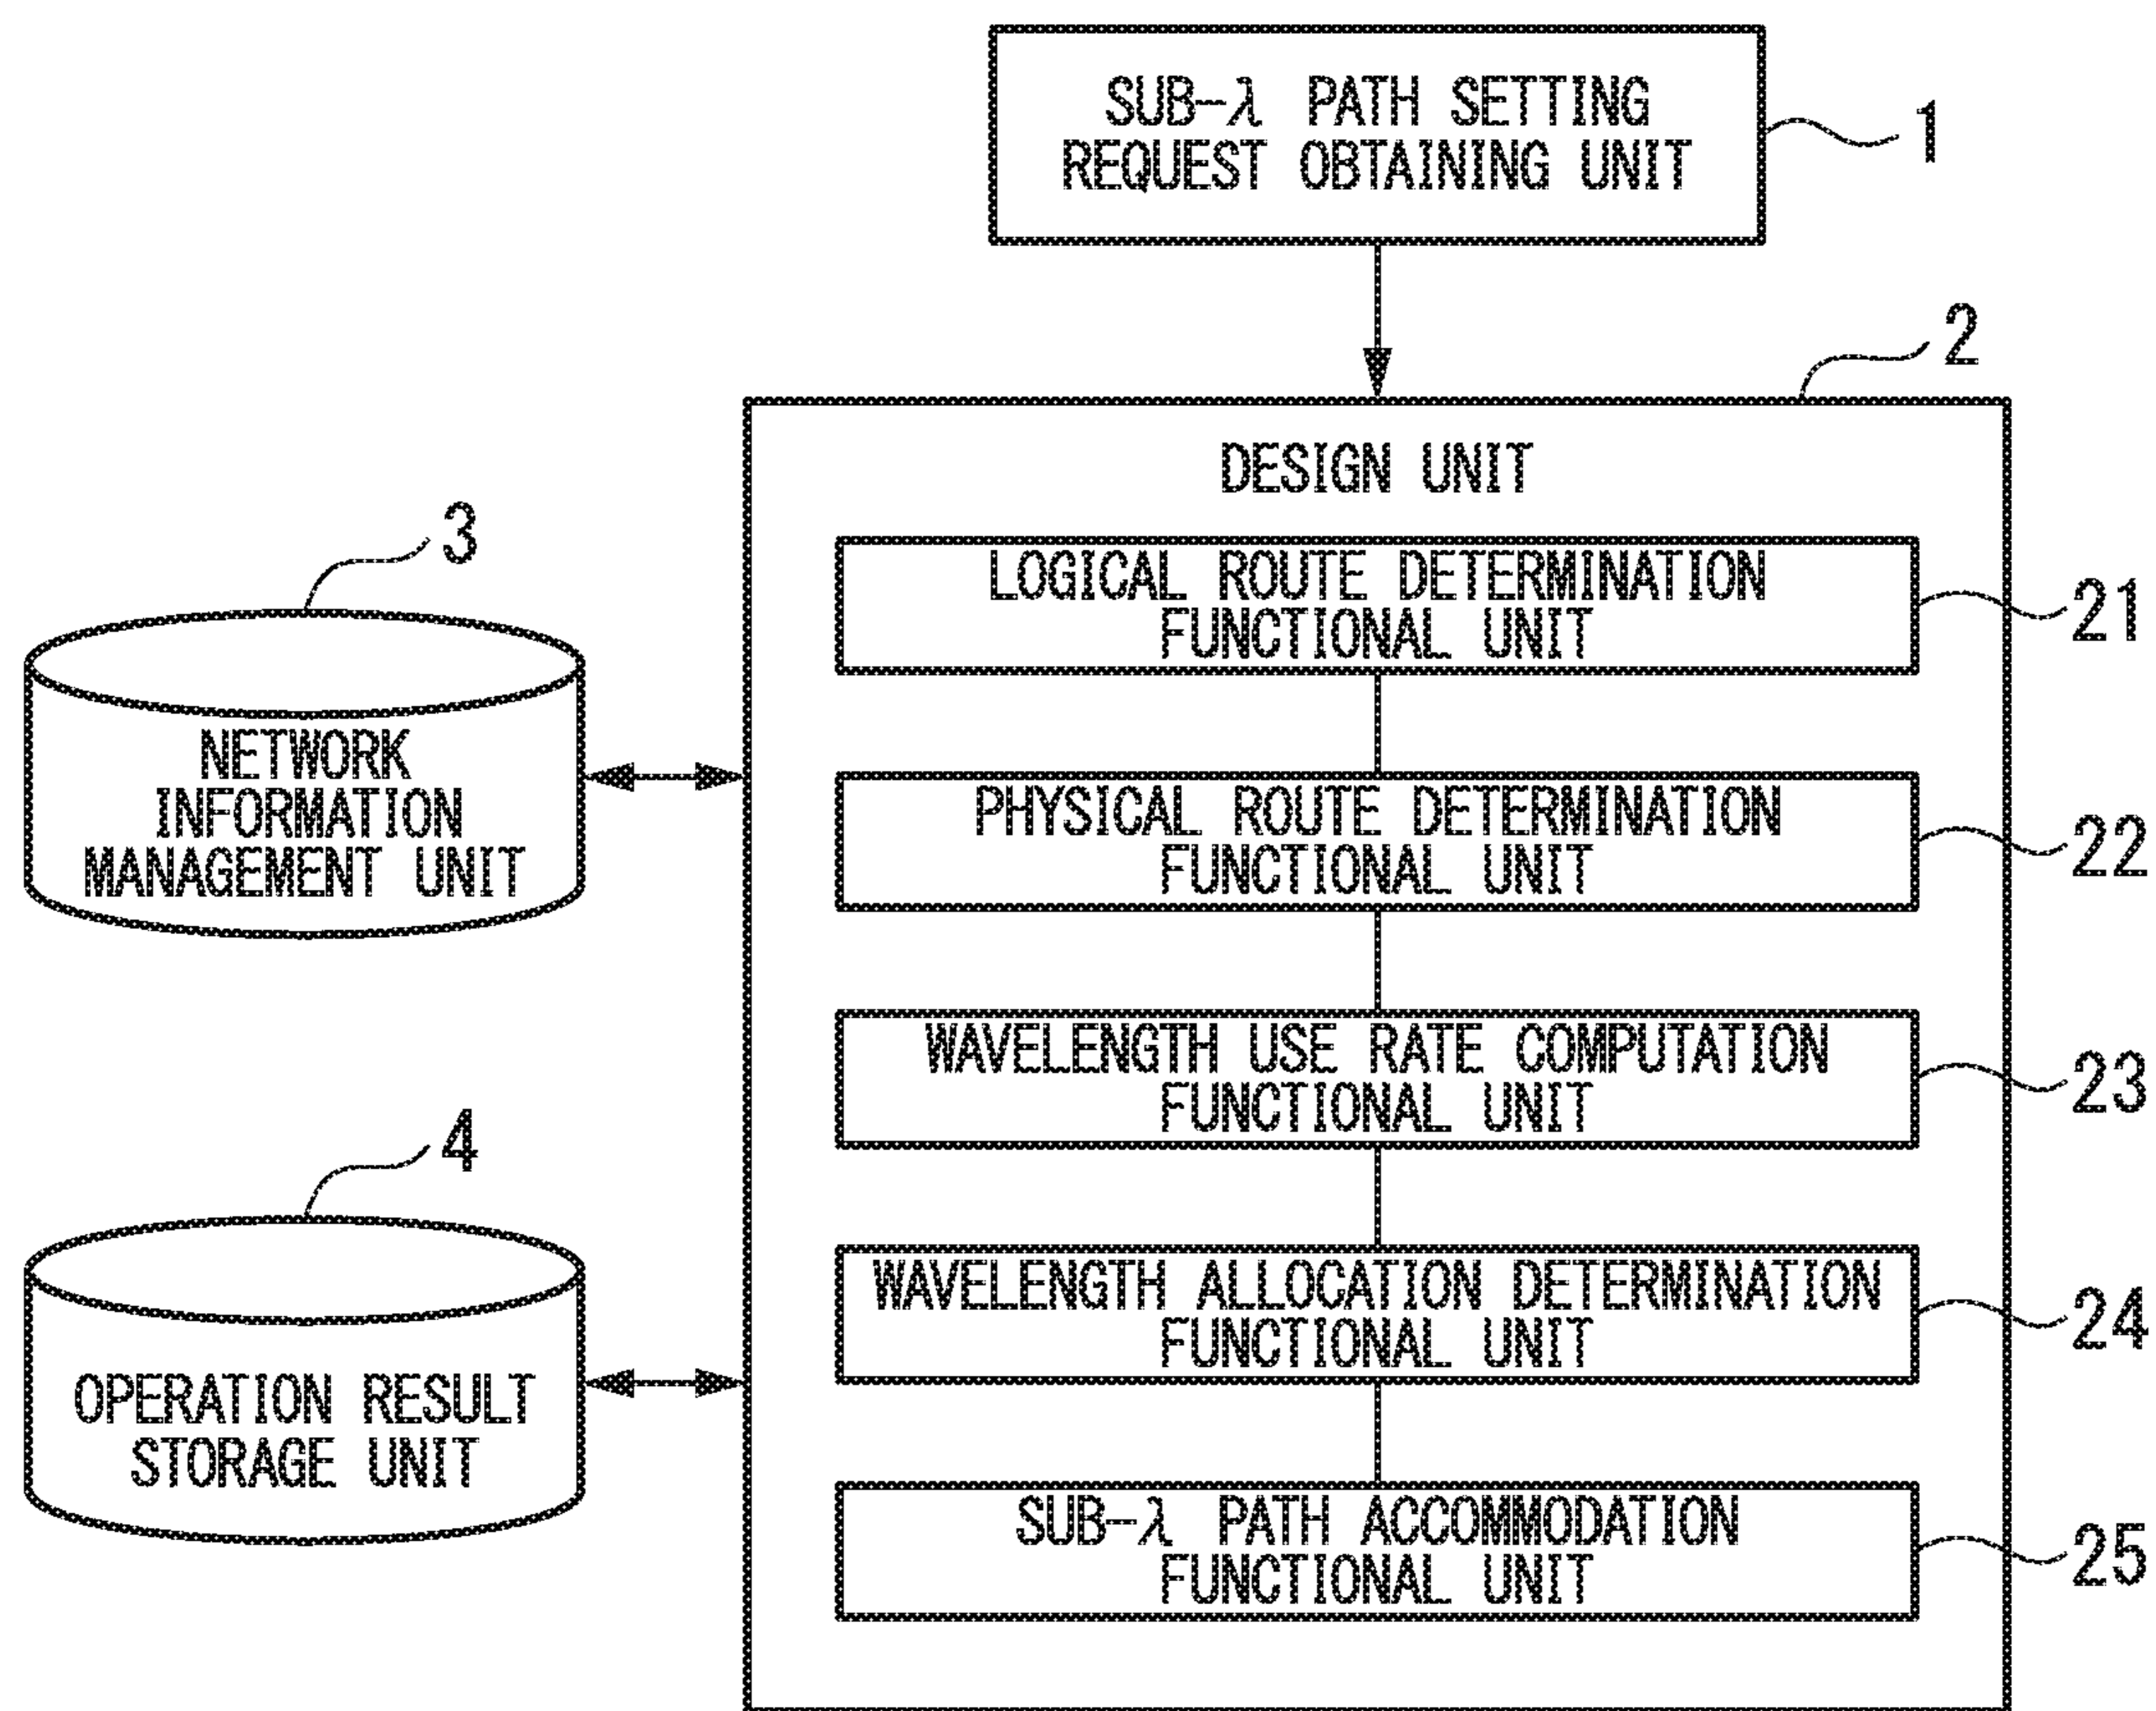 SUB-λ PATH SETTING
REQUEST OBTAINING UNIT
1
2
DESIGN UNIT
3
LOGICAL ROUTE DETERMINATION
FUNCTIONAL UNIT
21
NETWORK
INFORMATION
MANAGEMENT UNIT
PHYSICAL ROUTE DETERMINATION
FUNCTIONAL UNIT
22
WAVELENGTH USE RATE COMPUTATION
FUNCTIONAL UNIT
23
4
WAVELENGTH ALLOCATION DETERMINATION
FUNCTIONAL UNIT
24
OPERATION RESULT
STORAGE UNIT
SUB-λ PATH ACCOMMODATION
FUNCTIONAL UNIT
25